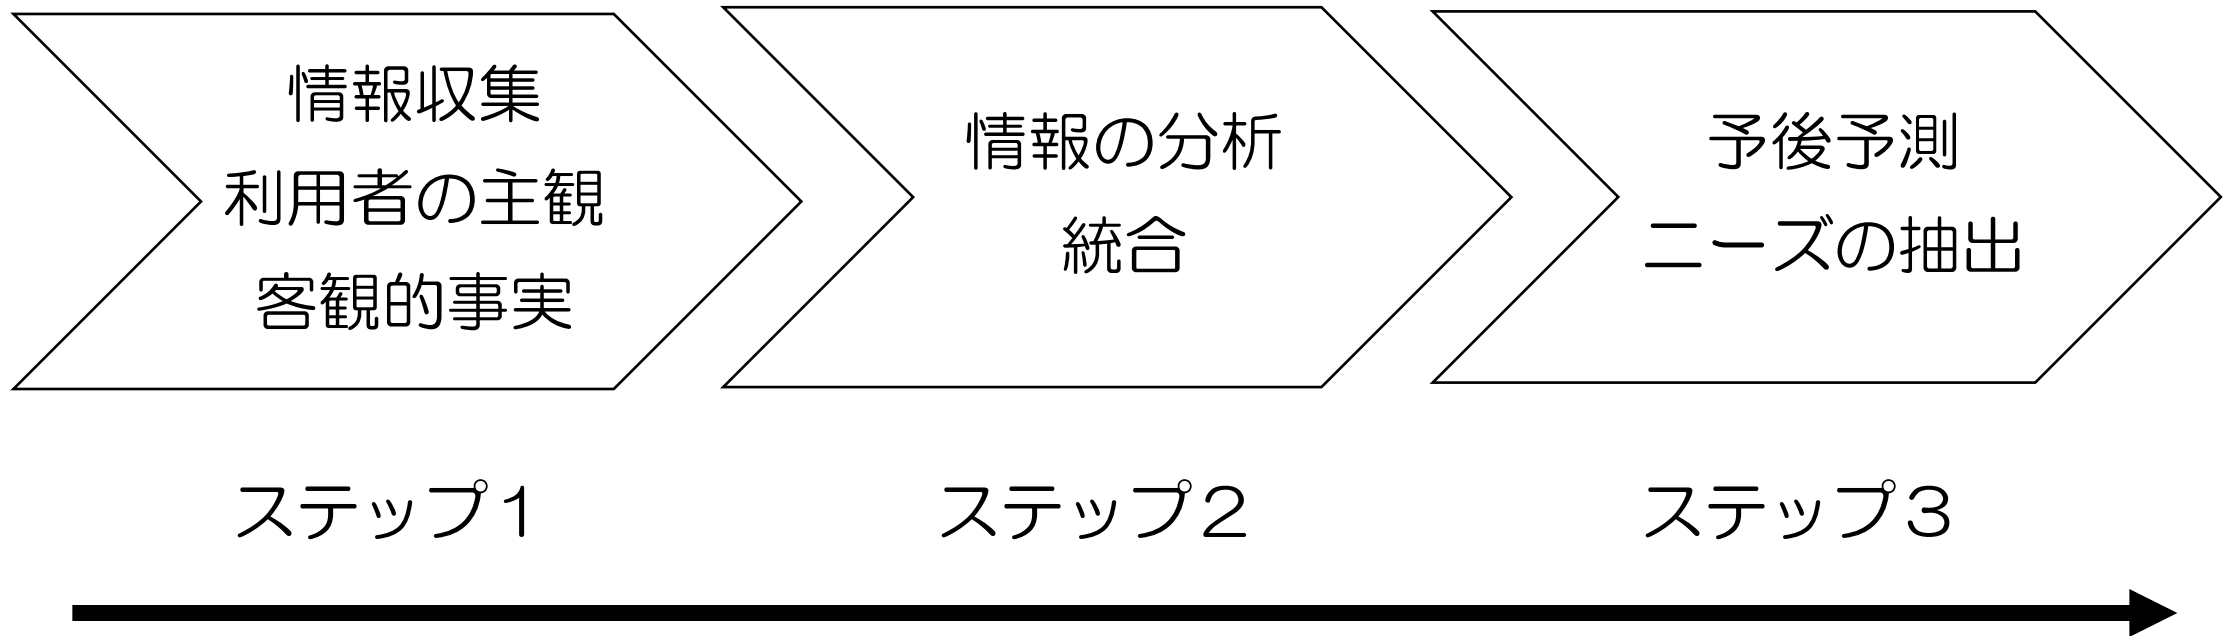 情報収集
利用者の主観
客観的事実
情報の分析
統合
予後予測
ニーズの抽出
ステップ１
ステップ２
ステップ３